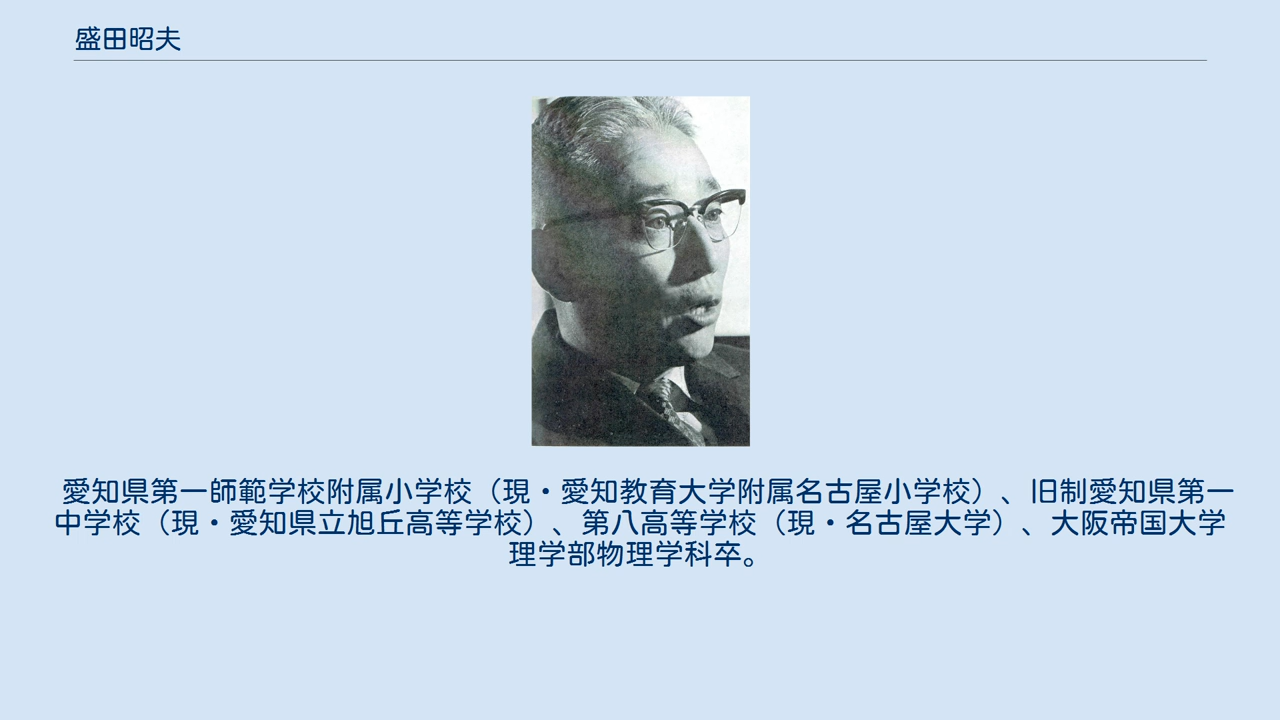 盛田昭夫
愛知県第一師範学校附属小学校（現・愛知教育大学附属名古屋小学校）、旧制愛知県第一
中学校（現・愛知県立旭丘高等学校）、第八高等学校（現・名古屋大学）、大阪帝国大学
理学部物理学科卒。